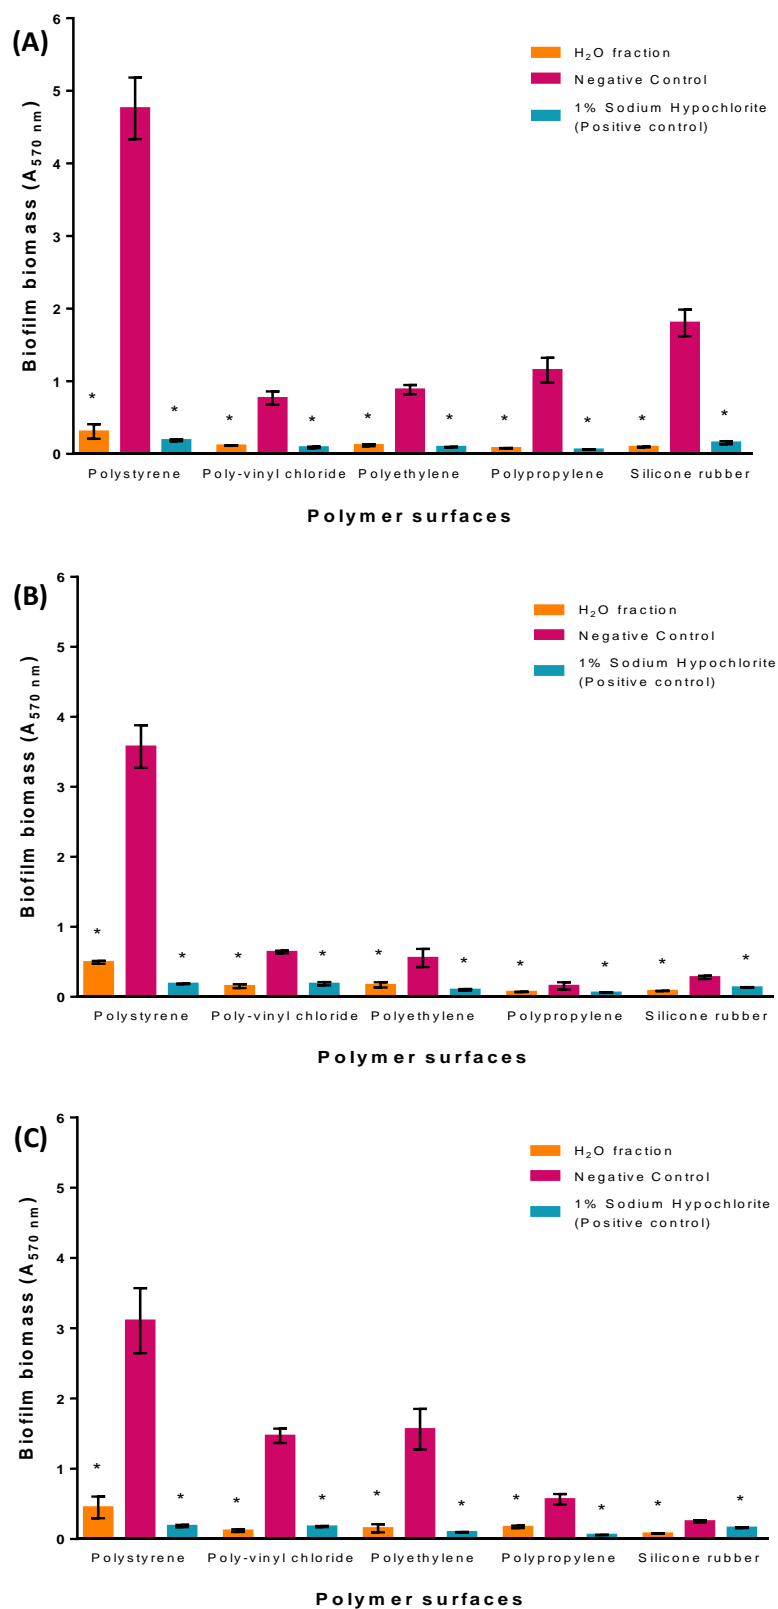 (A)
H₂O fraction
Negative Control
1% Sodium Hypochlorite
(Positive control)
Biofilm biomass (A₅₇₀ ₙₘ)
6
5
4
3
2
1
0
* * * * * * * * * *
Polystyrene Poly-vinyl chloride Polyethylene Polypropylene Silicone rubber
Polymer surfaces
(B)
H₂O fraction
Negative Control
1% Sodium Hypochlorite
(Positive control)
Biofilm biomass (A₅₇₀ ₙₘ)
6
5
4
3
2
1
0
* * * * * * * * * *
Polystyrene Poly-vinyl chloride Polyethylene Polypropylene Silicone rubber
Polymer surfaces
(C)
H₂O fraction
Negative Control
1% Sodium Hypochlorite
(Positive control)
Biofilm biomass (A₅₇₀ ₙₘ)
6
5
4
3
2
1
0
* * * * * * * * * *
Polystyrene Poly-vinyl chloride Polyethylene Polypropylene Silicone rubber
Polymer surfaces